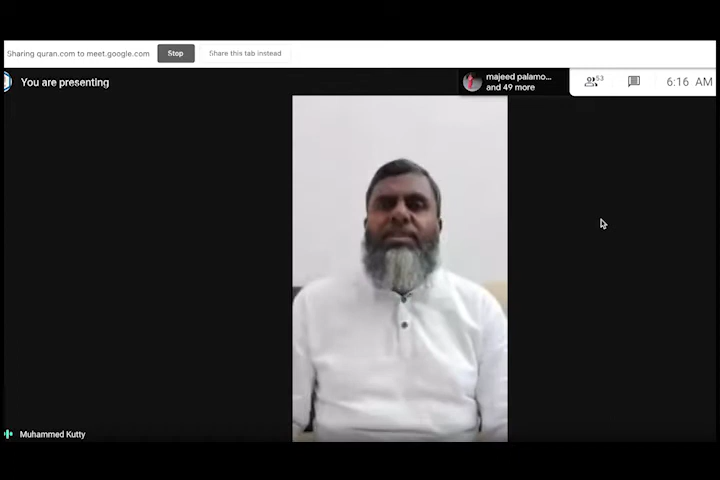 Sharing quran.com to meet.google.com
Stop
Share this tab instead
You are presenting
majeed palamo...
and 49 more
53
6:16 AM
Muhammed Kutty